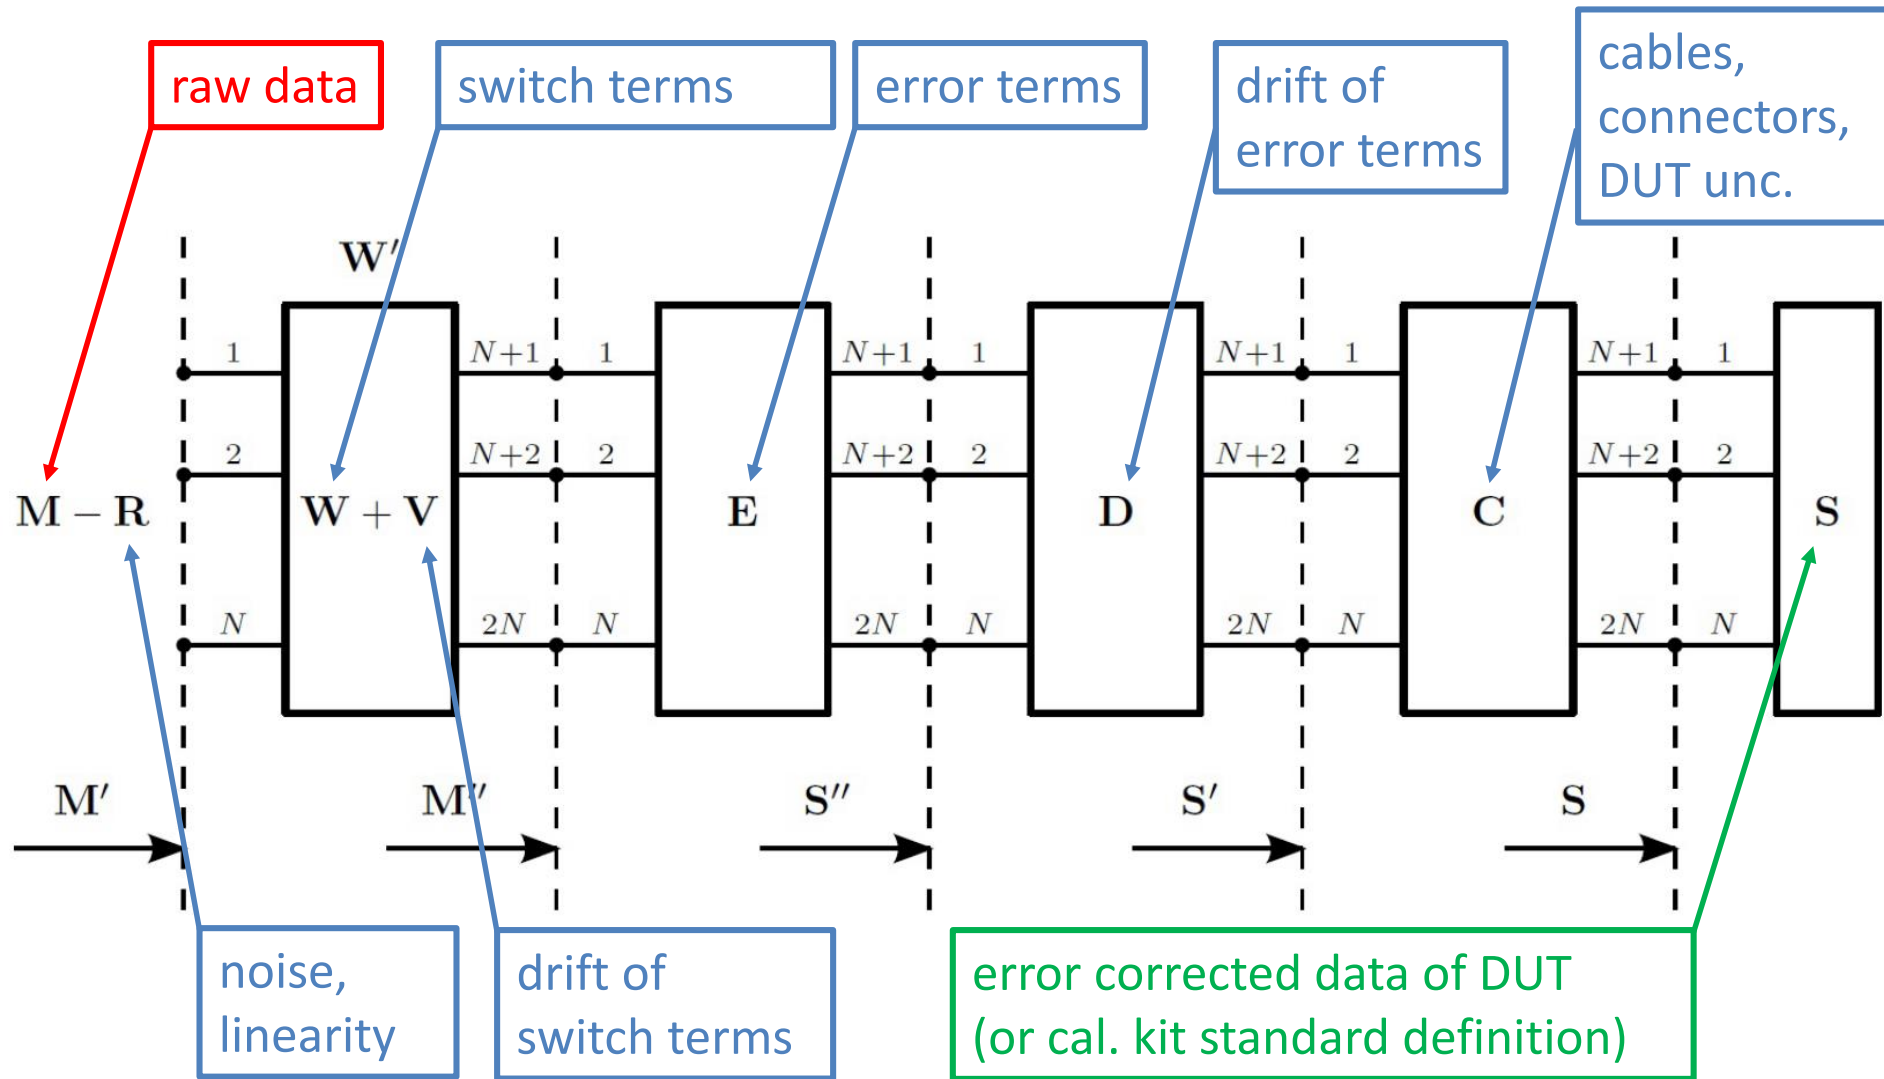 raw data
switch terms
error terms
drift of
error terms
cables,
connectors,
DUT unc.
W′
1 N+1 1 N+1 1 N+1 1 N+1 1
2 N+2 2 N+2 2 N+2 2 N+2 2
M − R W + V E D C S
N 2N N 2N N 2N N 2N N
M′ M″ S″ S′ S
noise,
linearity
drift of
switch terms
error corrected data of DUT
(or cal. kit standard definition)